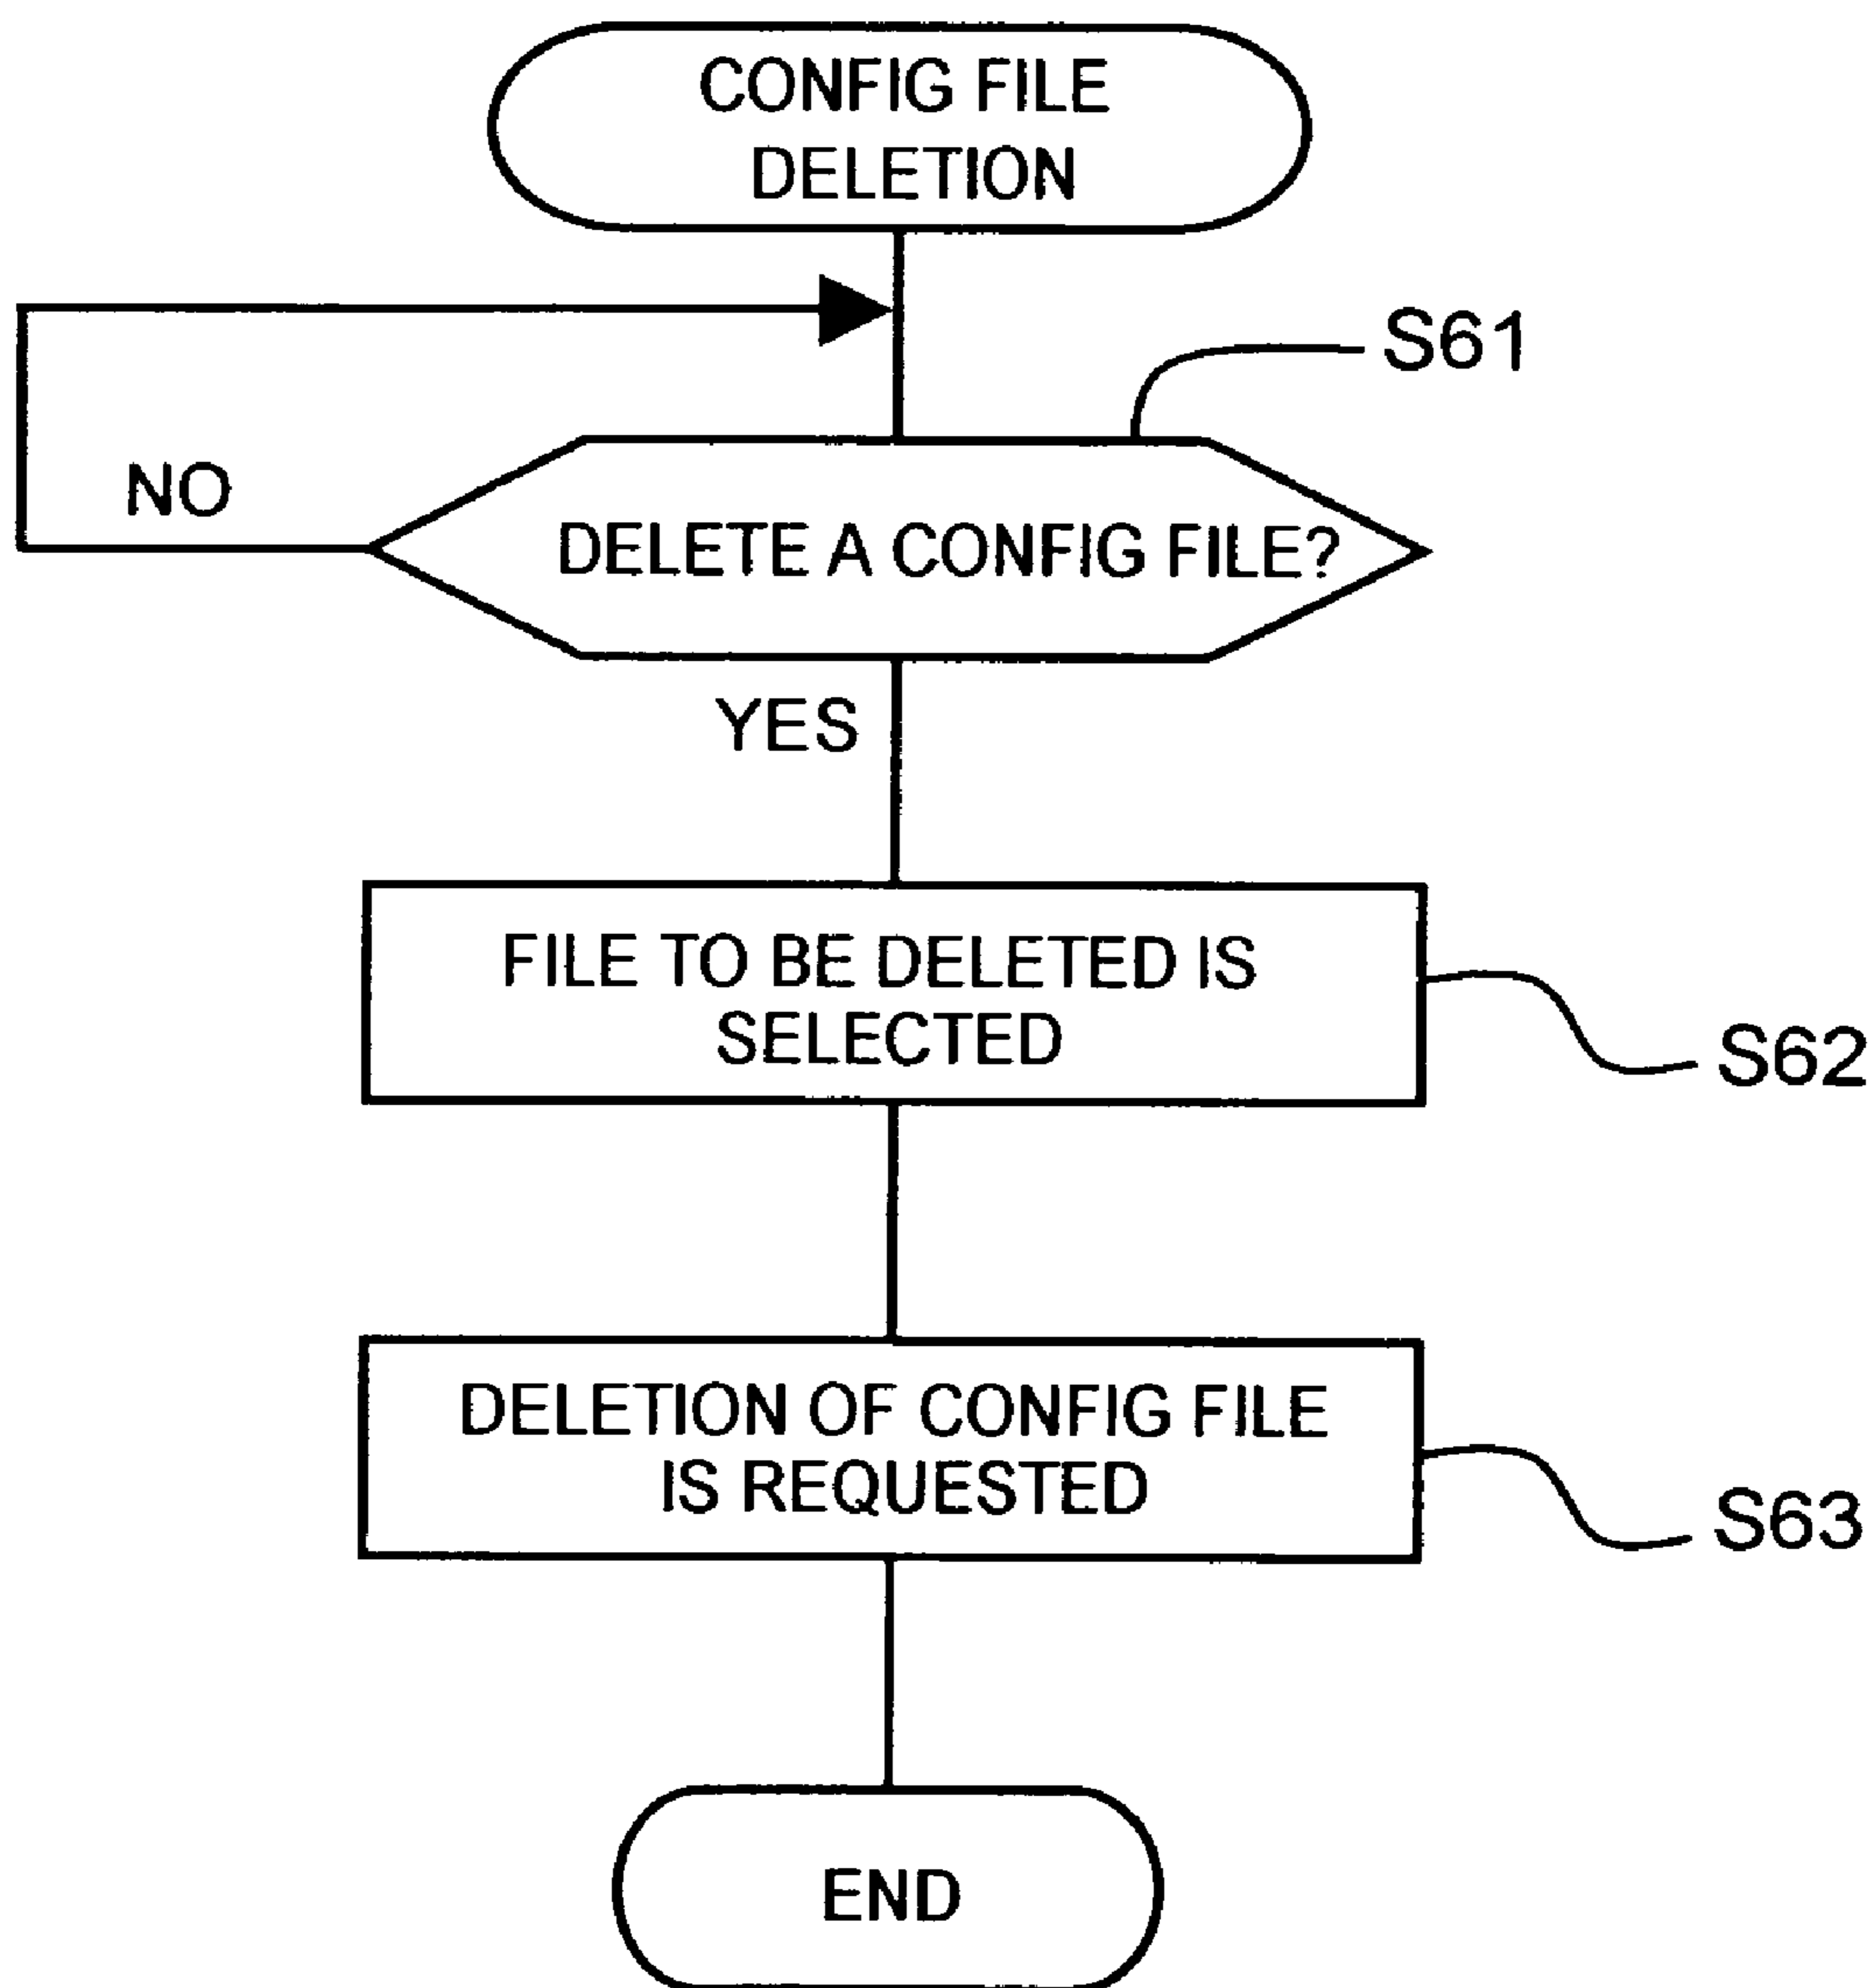 CONFIG FILE
DELETION
S61
NO
DELETE A CONFIG FILE?
YES
FILE TO BE DELETED IS
SELECTED
S62
DELETION OF CONFIG FILE
IS REQUESTED
S63
END